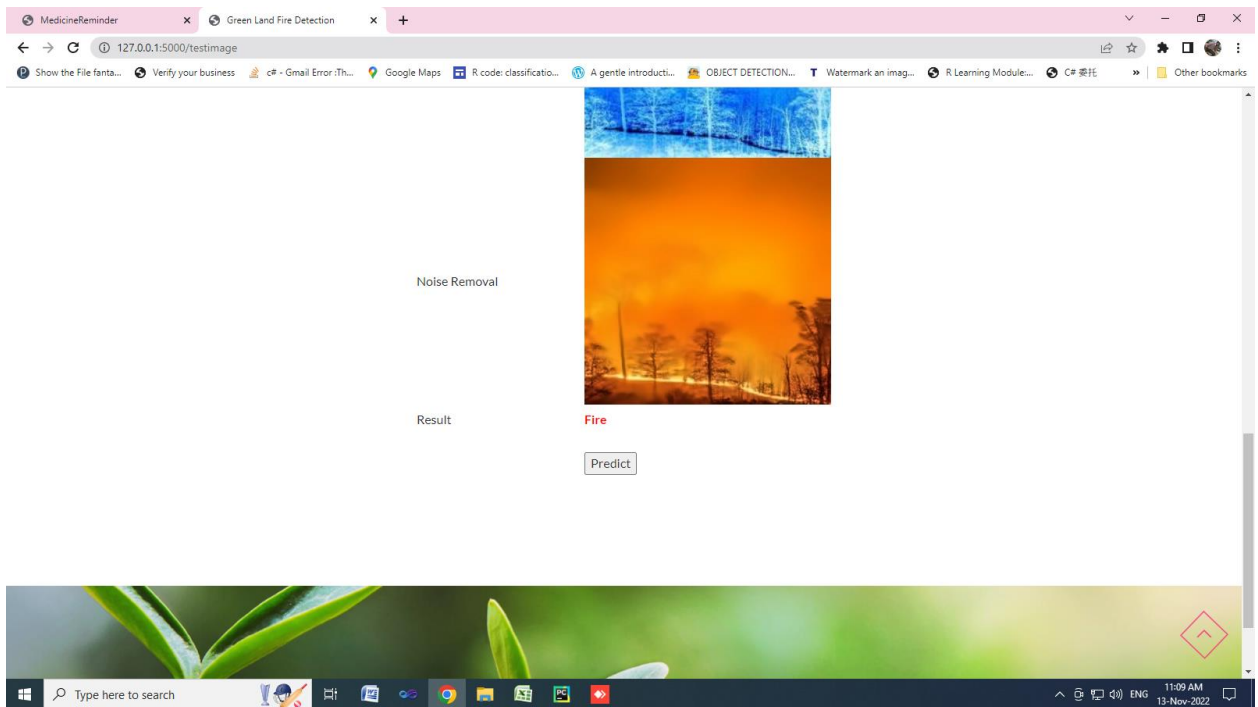 MedicineReminder
Green Land Fire Detection
127.0.0.1:5000/testimage
Show the File fanta... Verify your business c# - Gmail Error :Th... Google Maps R code: classificatio... A gentle introducti... OBJECT DETECTION... Watermark an imag... R Learning Module:... C# 委托 » Other bookmarks
Noise Removal
Result Fire
Predict
Type here to search
ENG
11:09 AM
13-Nov-2022